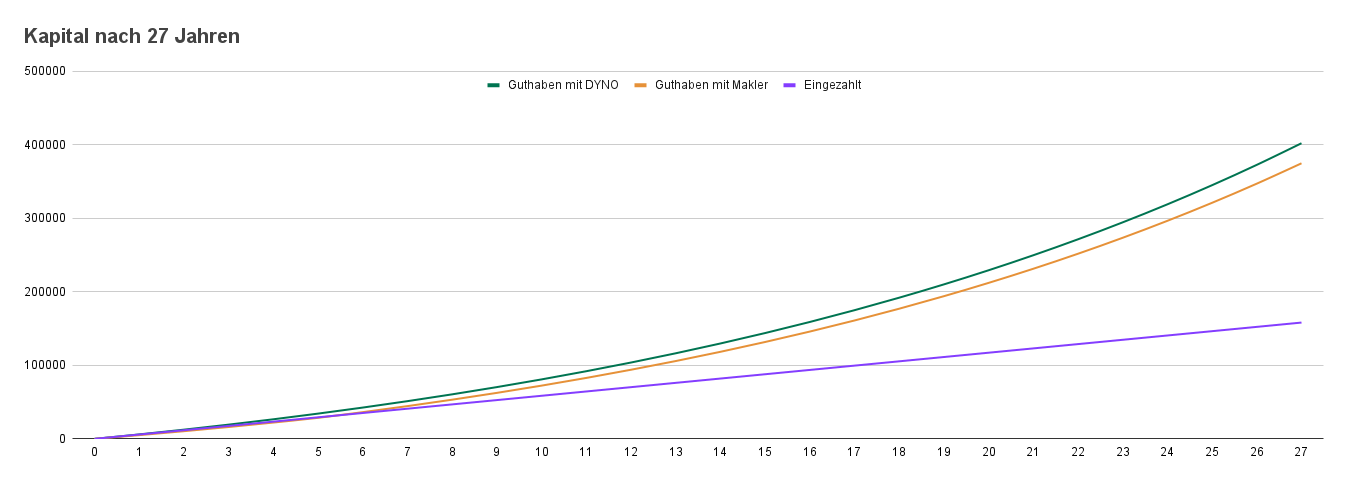 Kapital nach 27 Jahren
500000
Guthaben mit DYNO Guthaben mit Makler Eingezahlt
400000
300000
200000
100000
0
0 1 2 3 4 5 6 7 8 9 10 11 12 13 14 15 16 17 18 19 20 21 22 23 24 25 26 27